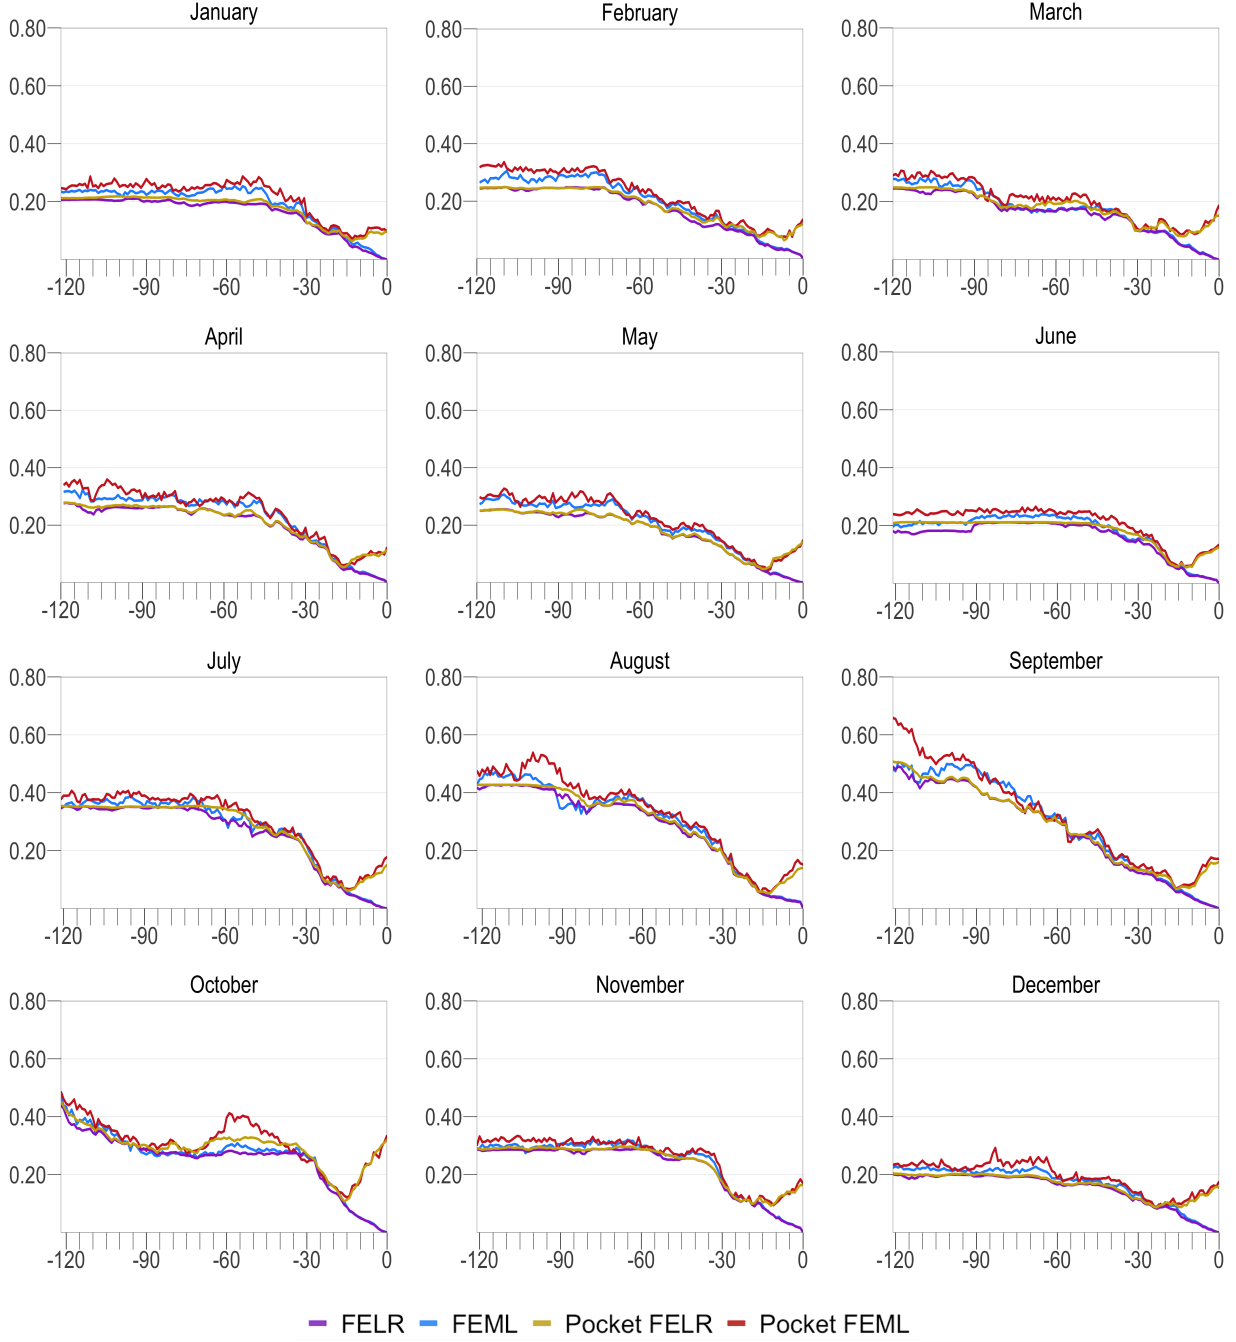 January February March
0.80 0.80 0.80
0.60 0.60 0.60
0.40 0.40 0.40
0.20 0.20 0.20
-120 -90 -60 -30 0 -120 -90 -60 -30 0 -120 -90 -60 -30 0
April May June
0.80 0.80 0.80
0.60 0.60 0.60
0.40 0.40 0.40
0.20 0.20 0.20
-120 -90 -60 -30 0 -120 -90 -60 -30 0 -120 -90 -60 -30 0
July August September
0.80 0.80 0.80
0.60 0.60 0.60
0.40 0.40 0.40
0.20 0.20 0.20
-120 -90 -60 -30 0 -120 -90 -60 -30 0 -120 -90 -60 -30 0
October November December
0.80 0.80 0.80
0.60 0.60 0.60
0.40 0.40 0.40
0.20 0.20 0.20
-120 -90 -60 -30 0 -120 -90 -60 -30 0 -120 -90 -60 -30 0
FELR FEML Pocket FELR Pocket FEML